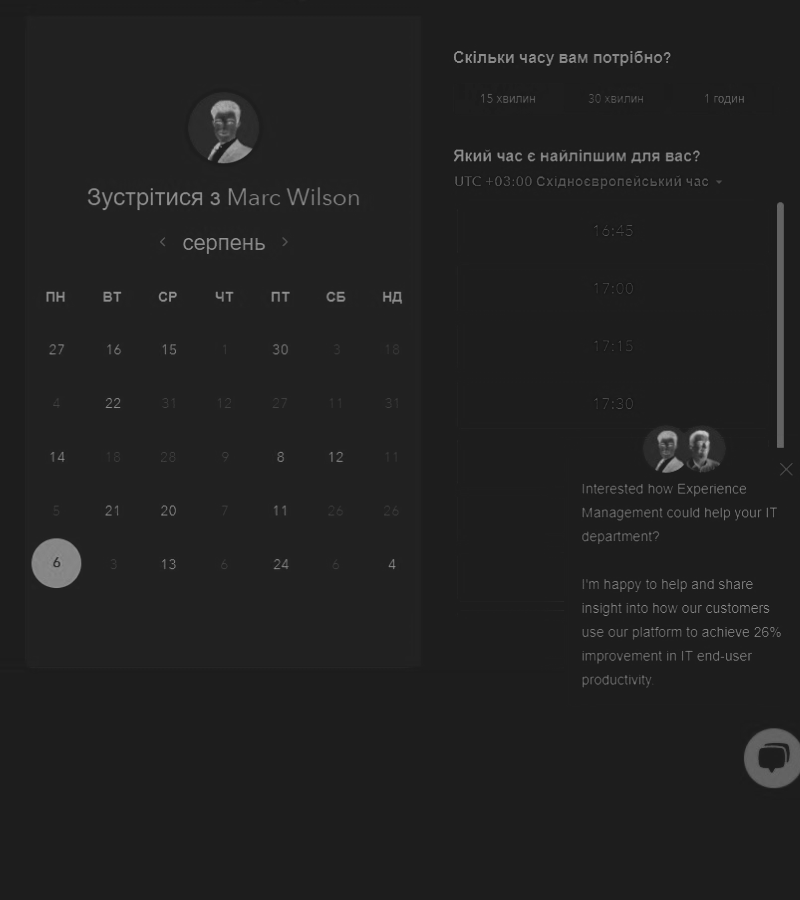 Зустрітися з Marc Wilson
серпень
ПН ВТ СР ЧТ ПТ СБ НД
27 16 15 1 30 3 18
4 22 31 12 27 11 31
14 18 28 9 8 12 11
5 21 20 7 11 26 26
6 3 13 6 24 6 4
Скільки часу вам потрібно?
15 хвилин 30 хвилин 1 годин
Який час є найліпшим для вас?
UTC +03:00 Східноєвропейський час
16:45
17:00
17:15
17:30
Interested how Experience
Management could help your IT
department?
I'm happy to help and share
insight into how our customers
use our platform to achieve 26%
improvement in IT end-user
productivity.